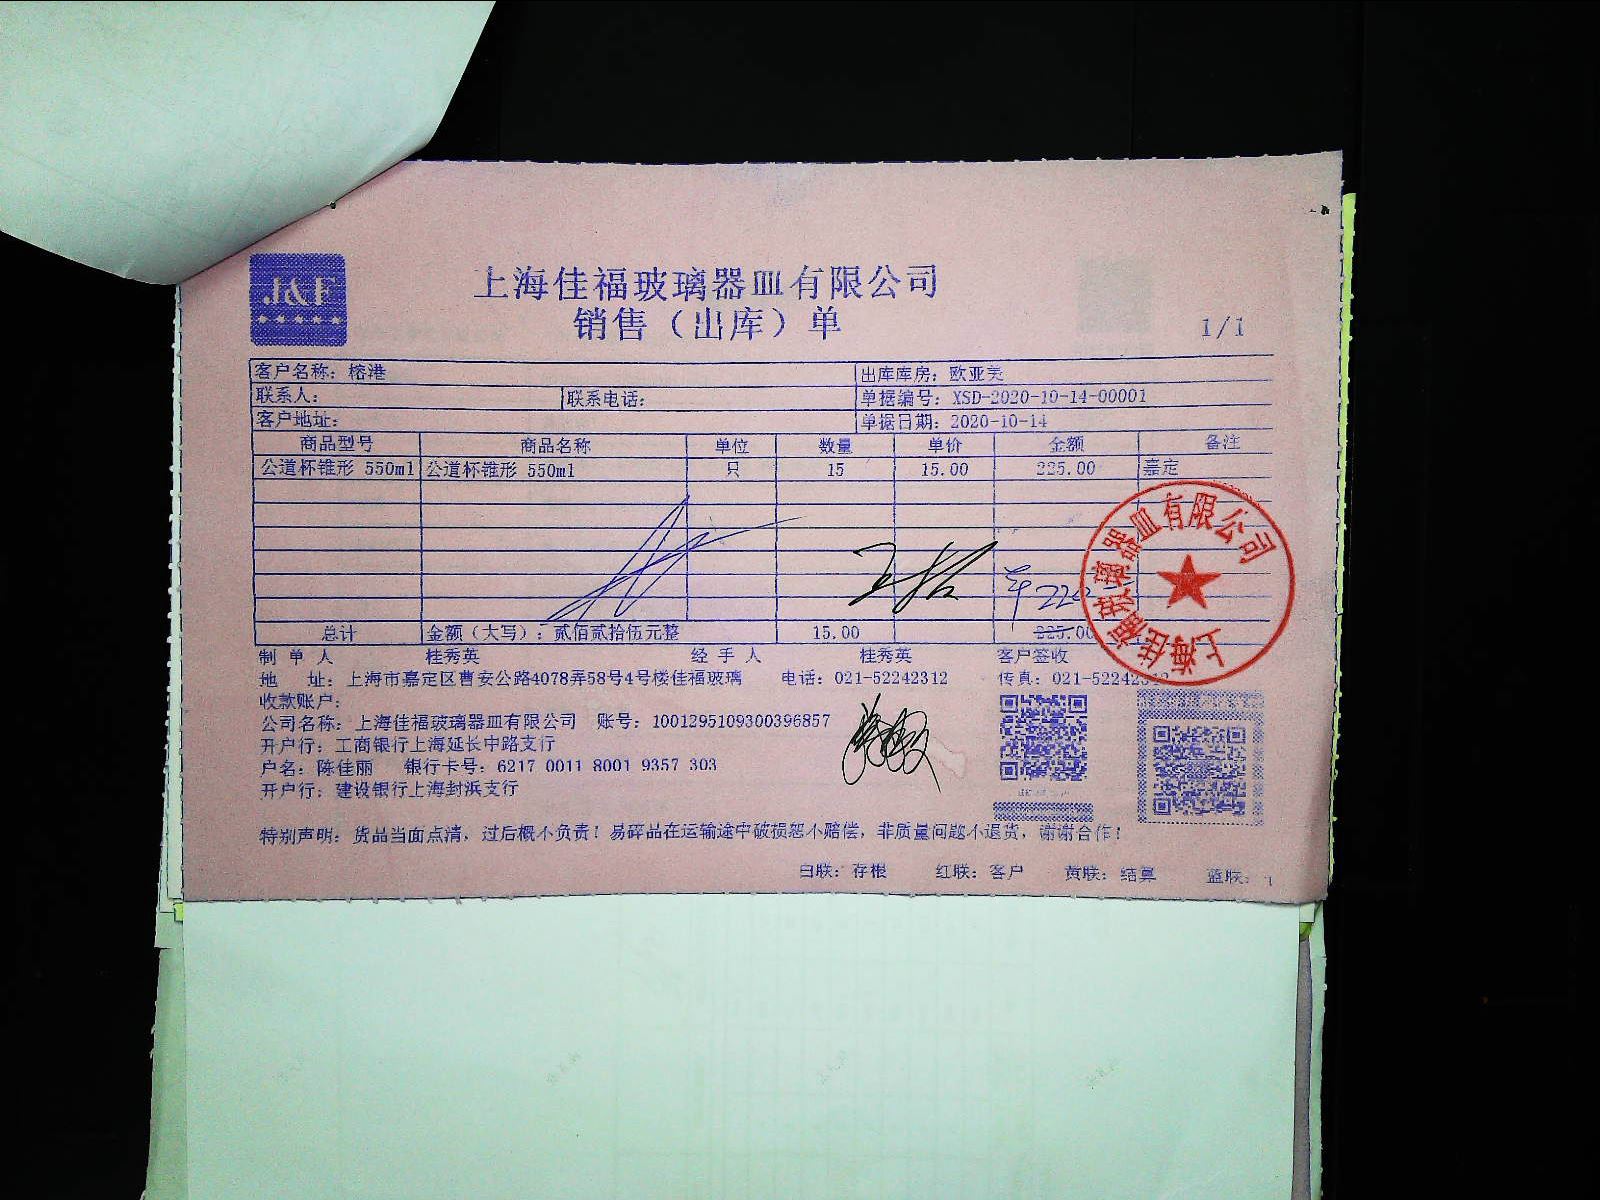 J&F
上海佳福玻璃器皿有限公司
销售（出库）单
1/1
客户名称：榕港 出库库房：欧亚美
联系人： 联系电话： 单据编号：XSD-2020-10-14-00001
客户地址： 单据日期：2020-10-14
商品型号 商品名称 单位 数量 单价 金额 备注
公道杯锥形 550ml 公道杯锥形 550ml 只 15 15.00 225.00 嘉定
上海佳福玻璃器皿有限公司
总计 金额（大写）：贰佰贰拾伍元整 15.00 225.00
制单人 桂秀英 经手人 桂秀英 客户签收
地 址：上海市嘉定区曹安公路4078弄58号4号楼佳福玻璃 电话：021-52242312 传真：021-52242312
收款账户：
公司名称：上海佳福玻璃器皿有限公司 账号：1001295109300396857
开户行：工商银行上海延长中路支行
户名：陈佳丽 银行卡号：6217 0011 8001 9357 303
开户行：建设银行上海封浜支行
特别声明：货品当面点清，过后概不负责！易碎品在运输途中破损恕不赔偿，非质量问题不退货，谢谢合作！
白联：存根 红联：客户 黄联：结算 蓝联：